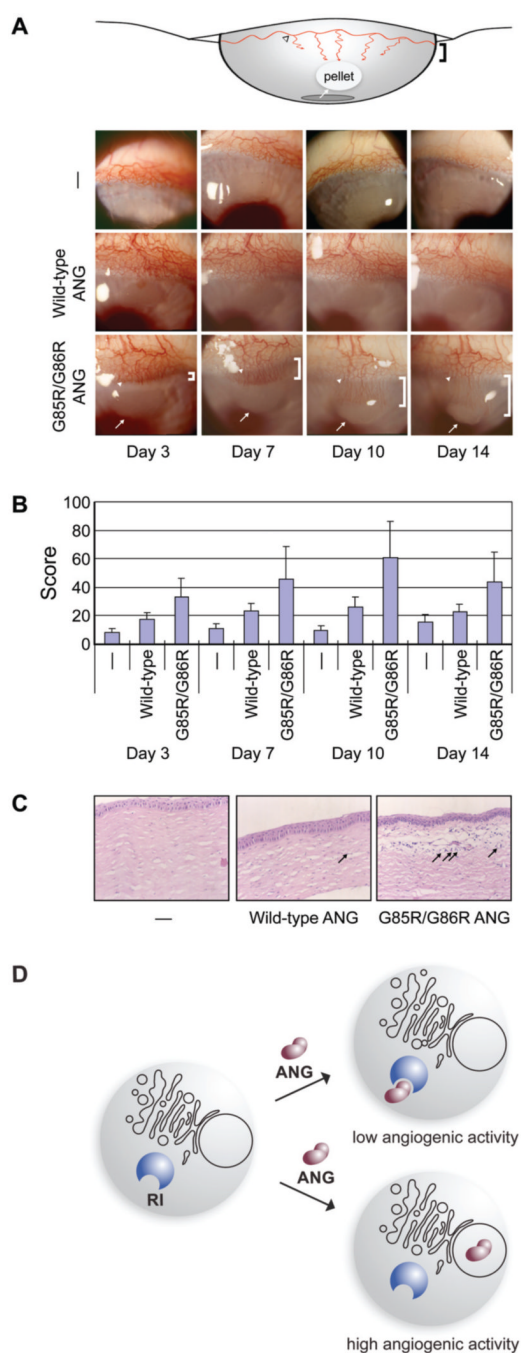 A
pellet
—
Wild-type
ANG
G85R/G86R
ANG
Day 3 Day 7 Day 10 Day 14
B
Score
100
80
60
40
20
0
— Wild-type G85R/G86R — Wild-type G85R/G86R — Wild-type G85R/G86R — Wild-type G85R/G86R
Day 3 Day 7 Day 10 Day 14
C
— Wild-type ANG G85R/G86R ANG
D
ANG
low angiogenic activity
RI
ANG
high angiogenic activity